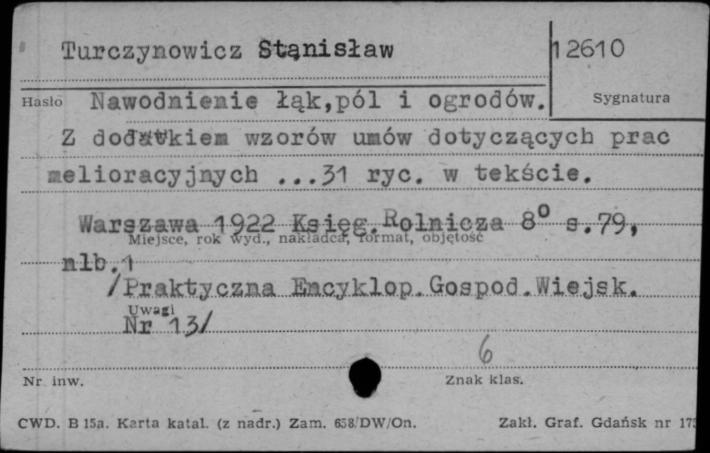 Turczynowicz Stanisław
12610
Hasło Nawodnienie łąk,pól i ogrodów.
Sygnatura
Z dodatkiem wzorów umów dotyczących prac
melioracyjnych ...31 ryc. w tekście.
Warszawa 1922 Księg.Rolnicza 8° s.79,
Miejsce, rok wyd., nakładca, format, objętość
nlb.1
/Praktyczna Encyklop.Gospod.Wiejsk.
Uwagi
Nr 13/
6
Nr inw.
Znak klas.
CWD. B 15a. Karta katal. (z nadr.) Zam. 658/DW/On.
Zakł. Graf. Gdańsk nr